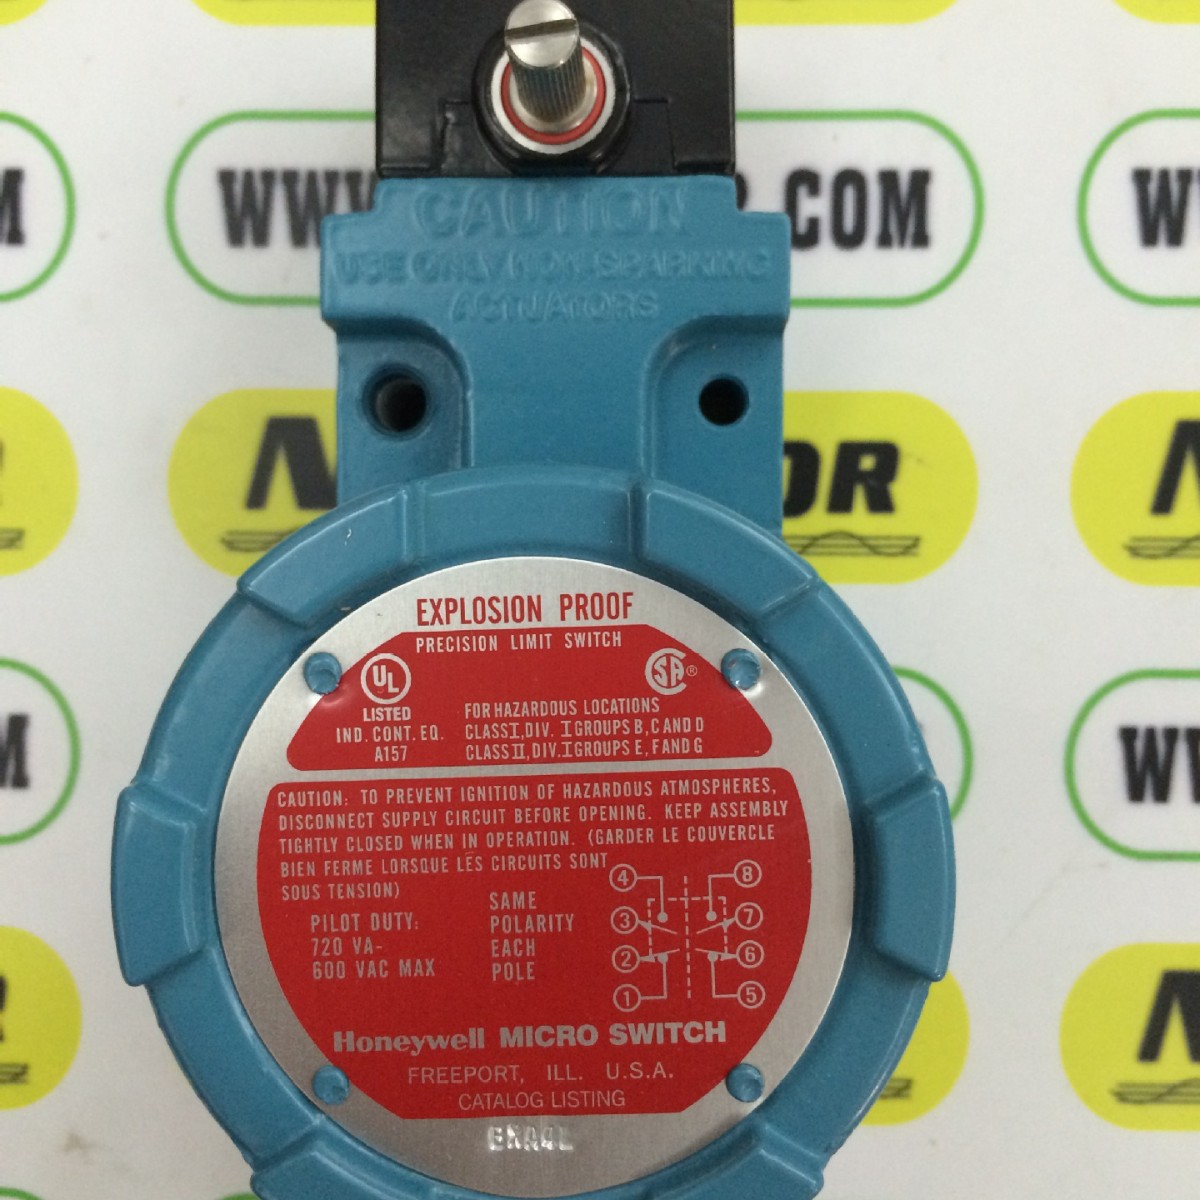 WWW.
.COM
CAUTION
USE ONLY NON-SPARKING
ACTUATORS
EXPLOSION PROOF
PRECISION LIMIT SWITCH
UL
LISTED
IND. CONT. EQ.
A157
SA ®
FOR HAZARDOUS LOCATIONS
CLASS I, DIV. I GROUPS B, C AND D
CLASS II, DIV. I GROUPS E, F AND G
CAUTION: TO PREVENT IGNITION OF HAZARDOUS ATMOSPHERES,
DISCONNECT SUPPLY CIRCUIT BEFORE OPENING. KEEP ASSEMBLY
TIGHTLY CLOSED WHEN IN OPERATION. (GARDER LE COUVERCLE
BIEN FERME LORSQUE LES CIRCUITS SONT
SOUS TENSION)
PILOT DUTY:
720 VA~
600 VAC MAX
SAME
POLARITY
EACH
POLE
4 8
3 7
2 6
1 5
Honeywell MICRO SWITCH
FREEPORT, ILL. U.S.A.
CATALOG LISTING